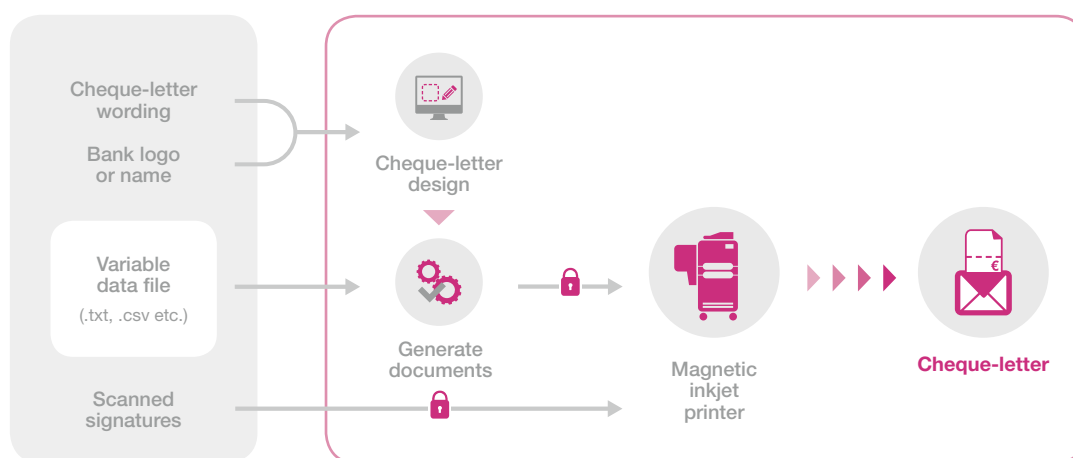 Cheque-letter
wording
Bank logo
or name
Variable
data file
(.txt, .csv etc.)
Scanned
signatures
Cheque-letter
design
Generate
documents
Magnetic
inkjet
printer
€
Cheque-letter